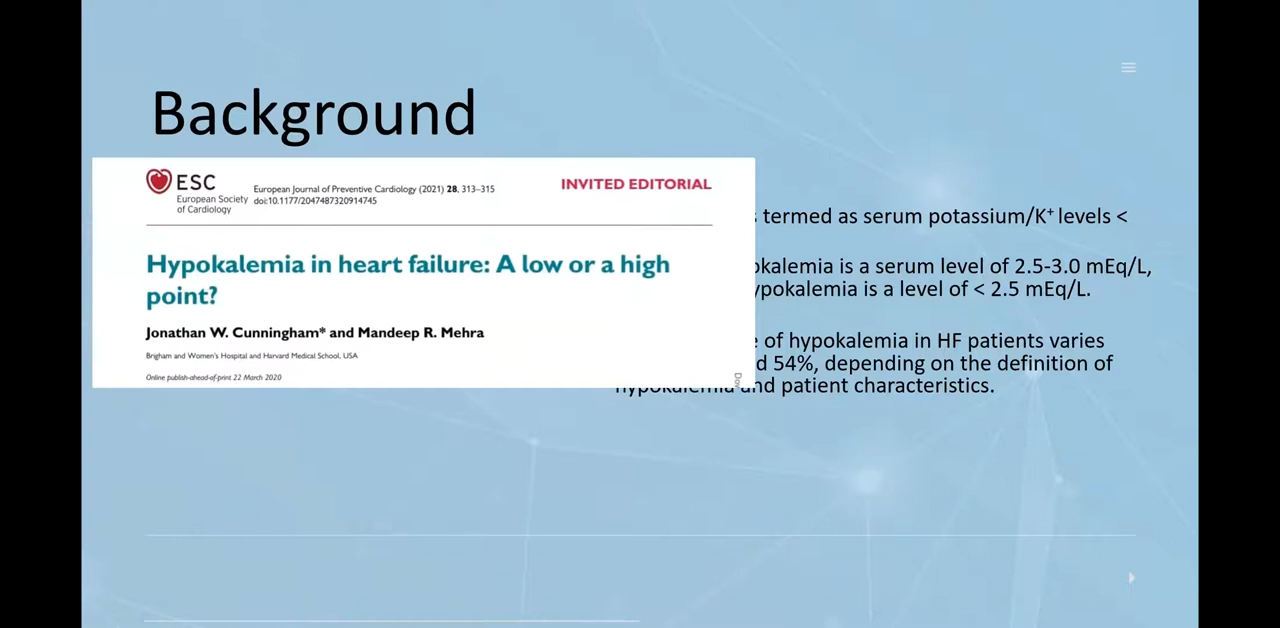 Background
ESC
European Society
of Cardiology
European Journal of Preventive Cardiology (2021) 28, 313–315
doi:10.1177/2047487320914745
INVITED EDITORIAL
Hypokalemia in heart failure: A low or a high
point?
Jonathan W. Cunningham* and Mandeep R. Mehra
Brigham and Women's Hospital and Harvard Medical School, USA
Online publish-ahead-of-print 22 March 2020
termed as serum potassium/K⁺ levels <
is a serum level of 2.5-3.0 mEq/L,
is a level of < 2.5 mEq/L.
of hypokalemia in HF patients varies
54%, depending on the definition of
hypokalemia and patient characteristics.